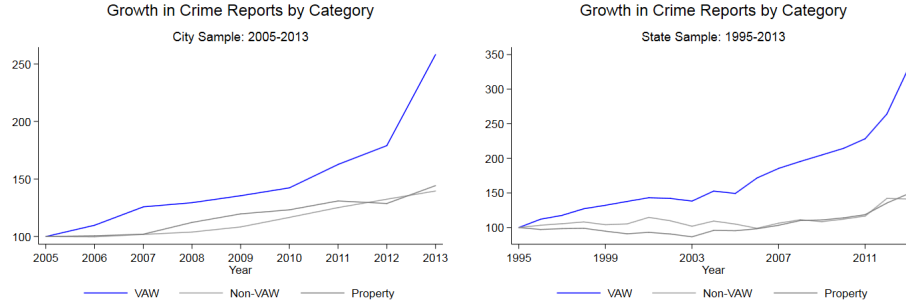 Growth in Crime Reports by Category
City Sample: 2005-2013
250
200
150
100
2005 2006 2007 2008 2009 2010 2011 2012 2013
Year
VAW Non-VAW Property
Growth in Crime Reports by Category
State Sample: 1995-2013
350
300
250
200
150
100
1995 1999 2003 2007 2011
Year
VAW Non-VAW Property